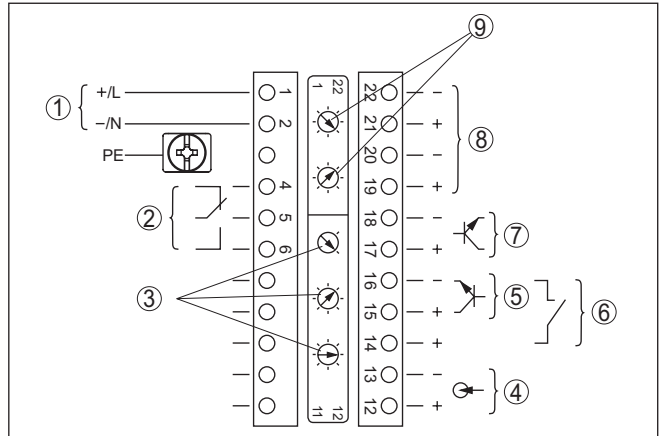 ⑨
1 22
① +/L 1 22 −
−/N 2 21 + ⑧
PE 20 −
4 19 +
② 5 18 − ⑦
6 17 +
③ 16 − ⑤ ⑥
15 +
14 +
13 − ④
11 12 12 +